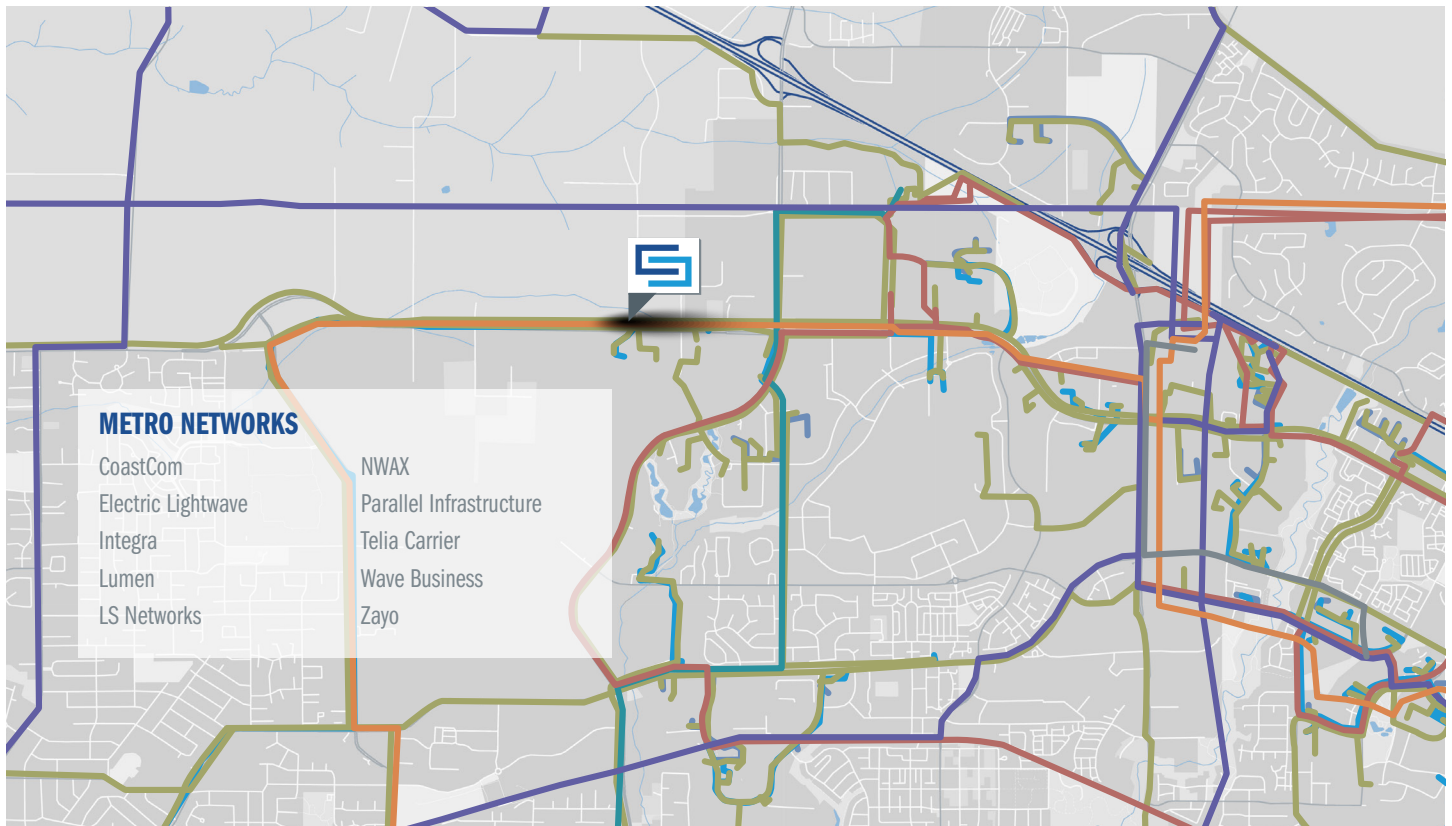 METRO NETWORKS
CoastCom
Electric Lightwave
Integra
Lumen
LS Networks
NWAX
Parallel Infrastructure
Telia Carrier
Wave Business
Zayo